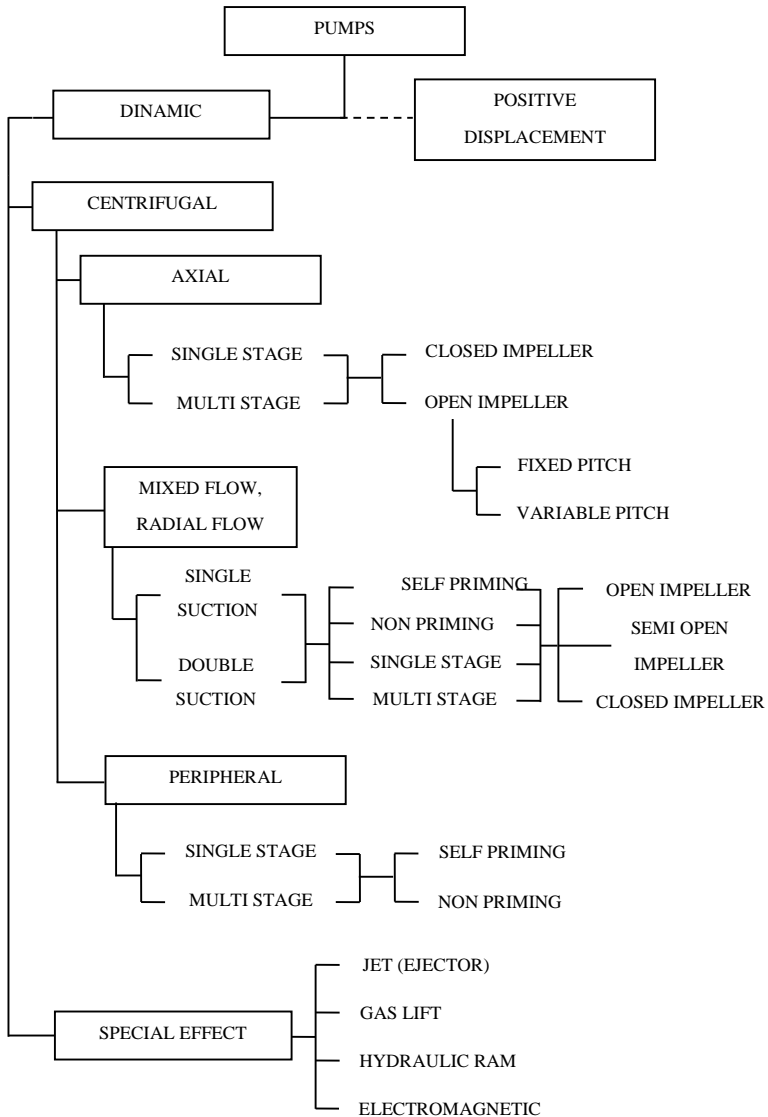 PUMPS
DINAMIC
POSITIVE
DISPLACEMENT
CENTRIFUGAL
AXIAL
SINGLE STAGE
MULTI STAGE
CLOSED IMPELLER
OPEN IMPELLER
FIXED PITCH
VARIABLE PITCH
MIXED FLOW,
RADIAL FLOW
SINGLE
SUCTION
DOUBLE
SUCTION
SELF PRIMING
NON PRIMING
SINGLE STAGE
MULTI STAGE
OPEN IMPELLER
SEMI OPEN
IMPELLER
CLOSED IMPELLER
PERIPHERAL
SINGLE STAGE
MULTI STAGE
SELF PRIMING
NON PRIMING
SPECIAL EFFECT
JET (EJECTOR)
GAS LIFT
HYDRAULIC RAM
ELECTROMAGNETIC